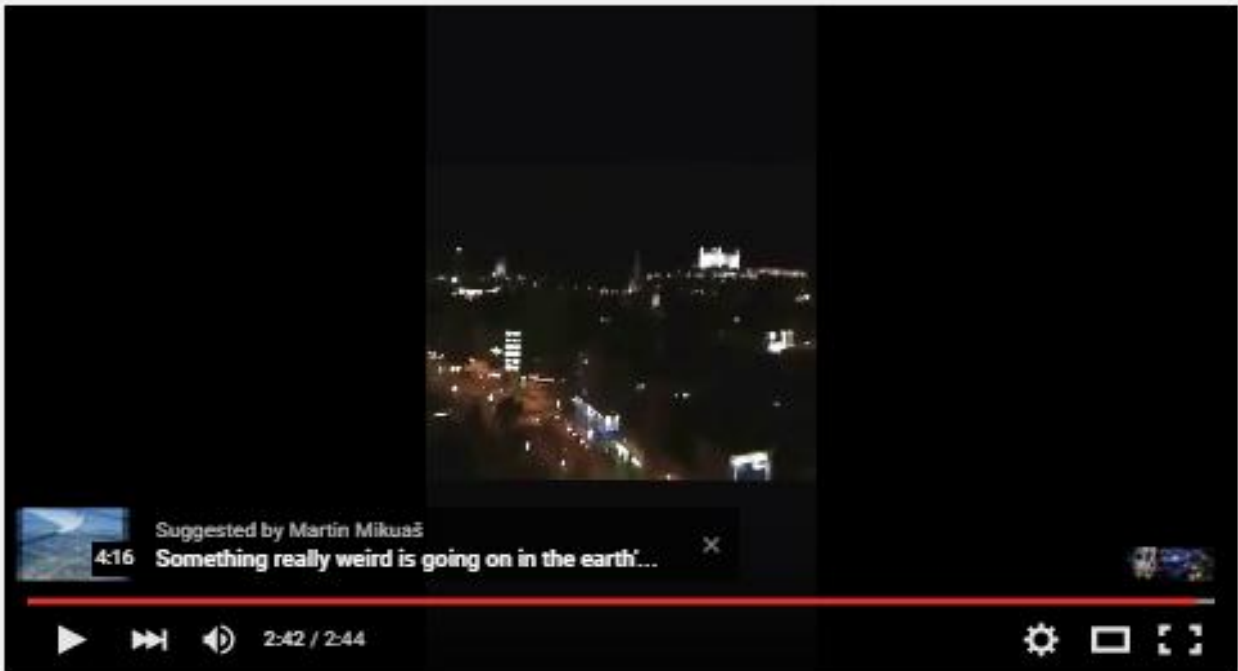 Suggested by Martin Mikuaš
4:16
Something really weird is going on in the earth'...
2:42 / 2:44